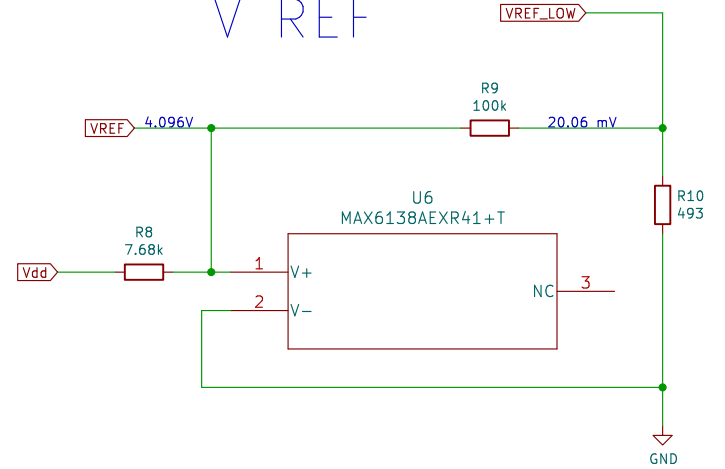 V REF
VREF_LOW
R9
100k
VREF
4.096V
20.06 mV
R10
493
U6
MAX6138AEXR41+T
R8
7.68k
Vdd
1
V+
2
V-
NC
3
GND